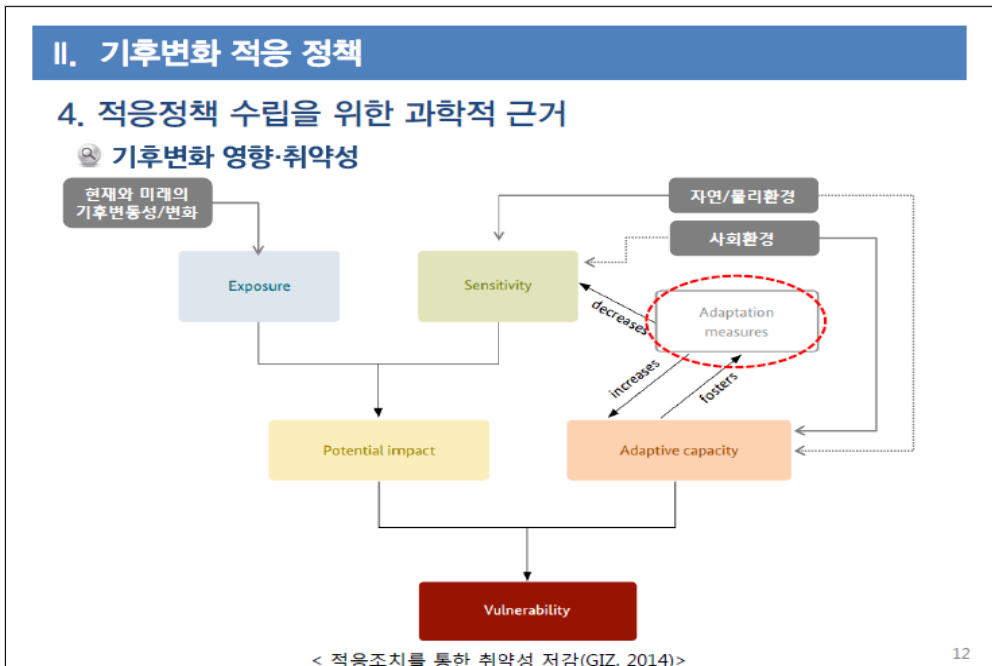 Ⅱ. 기후변화 적응 정책
4. 적응정책 수립을 위한 과학적 근거
기후변화 영향·취약성
현재와 미래의
기후변동성/변화
자연/물리환경
사회환경
Exposure
Sensitivity
Adaptation
measures
decreases
increases
fosters
Potential impact
Adaptive capacity
Vulnerability
< 적응조치를 통한 취약성 저감(GIZ, 2014)>
12